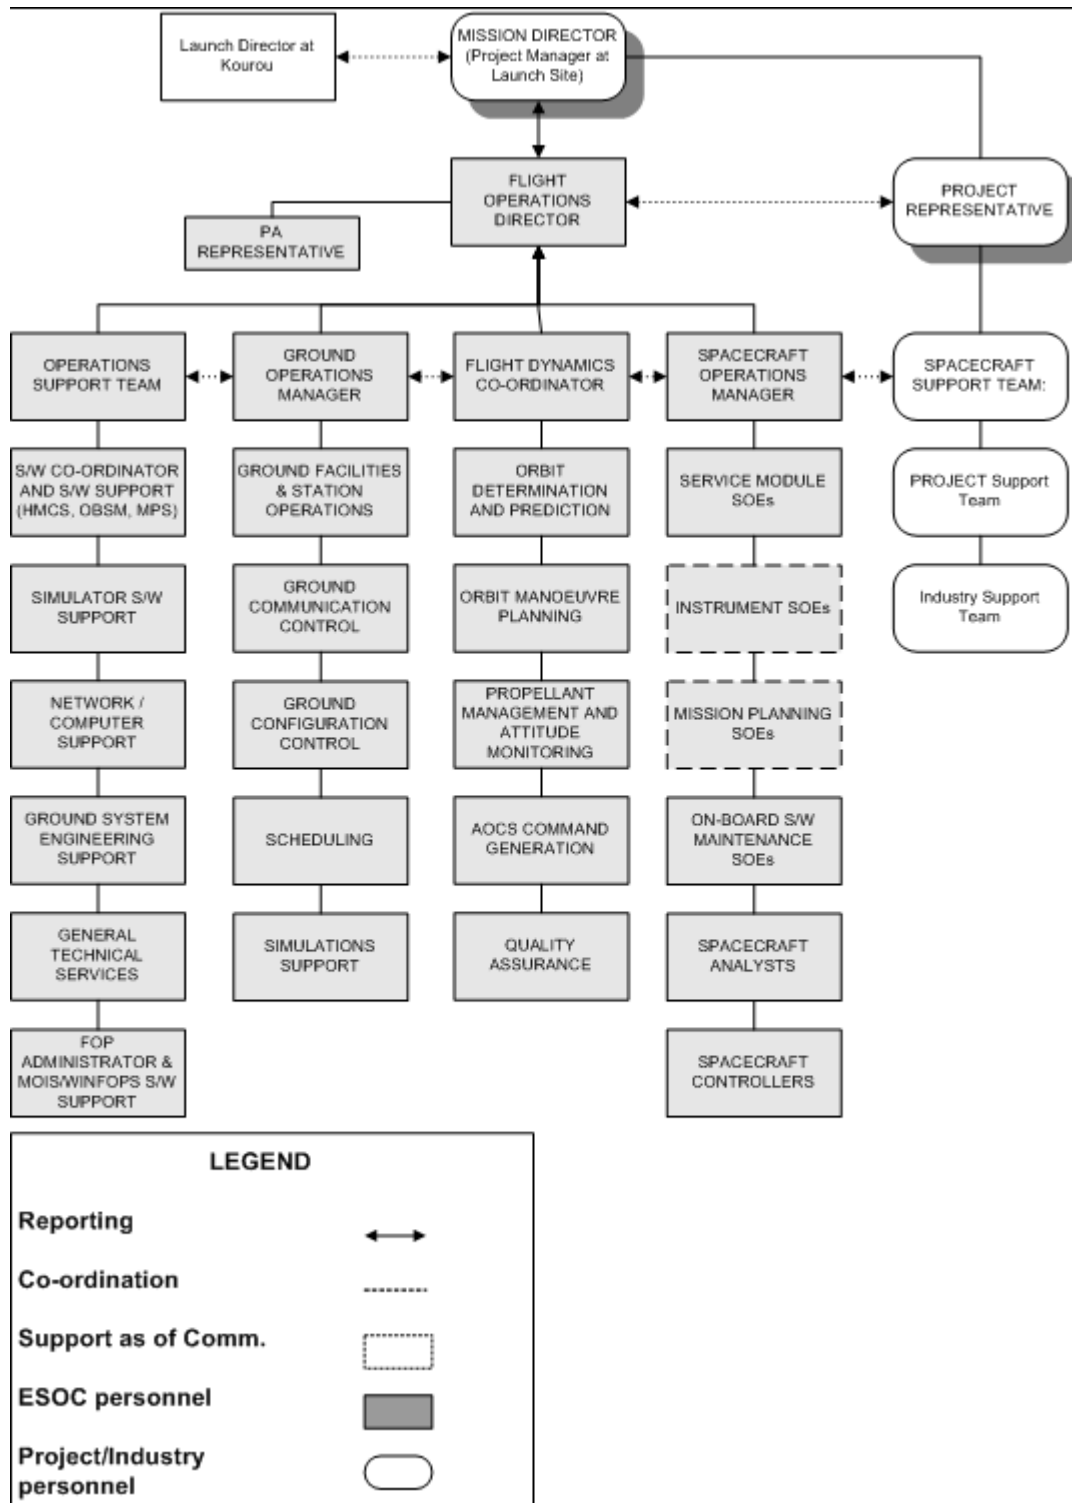 Launch Director at
Kourou
MISSION DIRECTOR
(Project Manager at
Launch Site)
FLIGHT
OPERATIONS
DIRECTOR
PROJECT
REPRESENTATIVE
PA
REPRESENTATIVE
OPERATIONS
SUPPORT TEAM
GROUND
OPERATIONS
MANAGER
FLIGHT DYNAMICS
CO-ORDINATOR
SPACECRAFT
OPERATIONS
MANAGER
SPACECRAFT
SUPPORT TEAM:
S/W CO-ORDINATOR
AND S/W SUPPORT
(HMCS, OBSM, MPS)
GROUND FACILITIES
& STATION
OPERATIONS
ORBIT
DETERMINATION
AND PREDICTION
SERVICE MODULE
SOEs
PROJECT Support
Team
SIMULATOR S/W
SUPPORT
GROUND
COMMUNICATION
CONTROL
ORBIT MANOEUVRE
PLANNING
INSTRUMENT SOEs
Industry Support
Team
NETWORK /
COMPUTER
SUPPORT
GROUND
CONFIGURATION
CONTROL
PROPELLANT
MANAGEMENT AND
ATTITUDE
MONITORING
MISSION PLANNING
SOEs
GROUND SYSTEM
ENGINEERING
SUPPORT
SCHEDULING
AOCS COMMAND
GENERATION
ON-BOARD S/W
MAINTENANCE
SOEs
GENERAL
TECHNICAL
SERVICES
SIMULATIONS
SUPPORT
QUALITY
ASSURANCE
SPACECRAFT
ANALYSTS
FOP
ADMINISTRATOR &
MOIS/WINFOPS S/W
SUPPORT
SPACECRAFT
CONTROLLERS
LEGEND
Reporting
Co-ordination
Support as of Comm.
ESOC personnel
Project/Industry
personnel